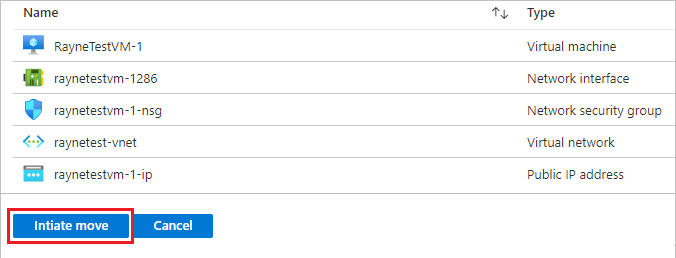 Name Type
RayneTestVM-1 Virtual machine
raynetestvm-1286 Network interface
raynetestvm-1-nsg Network security group
raynetest-vnet Virtual network
raynetestvm-1-ip Public IP address
Intiate move Cancel